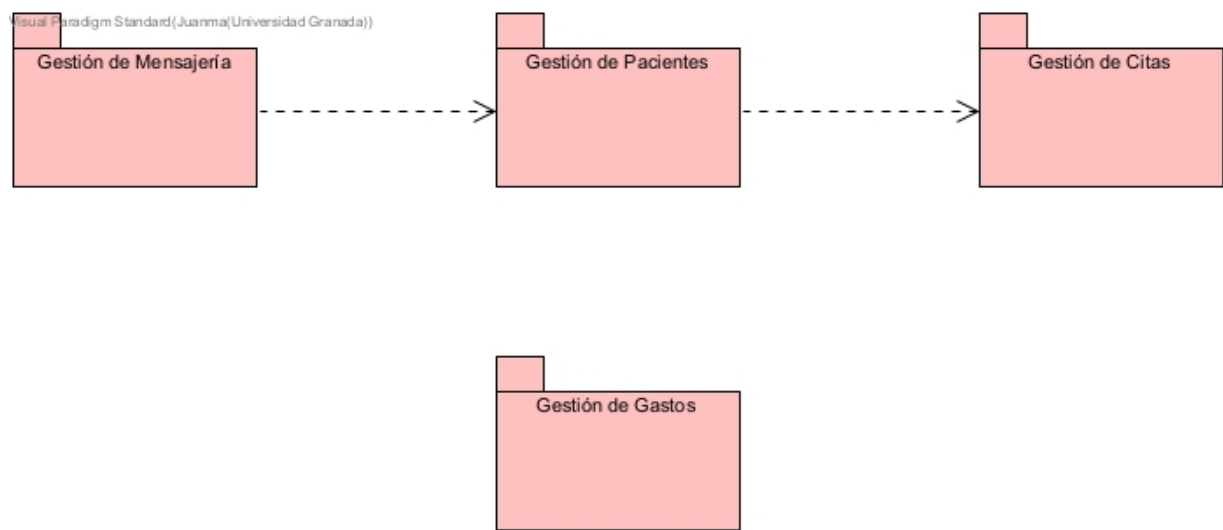 Visual Paradigm Standard(Juanma(Universidad Granada))
Gestión de Mensajería
Gestión de Pacientes
Gestión de Citas
Gestión de Gastos